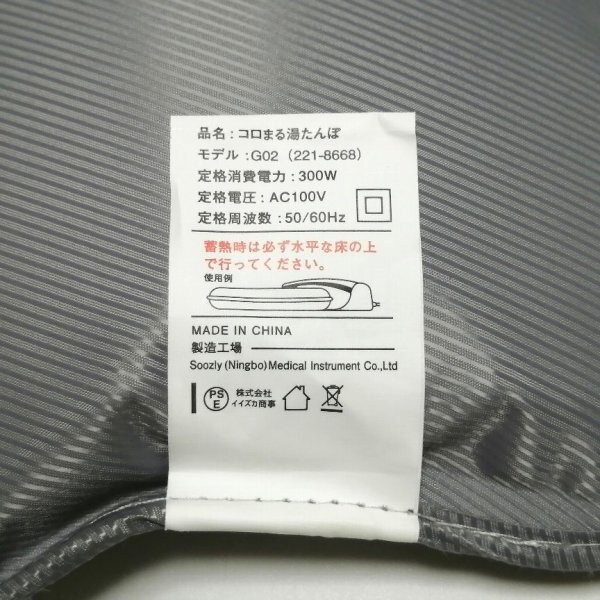 品名：コロまる湯たんぽ
モデル：G02（221-8668）
定格消費電力：300W
定格電圧：AC100V
定格周波数：50/60Hz
蓄熱時は必ず水平な床の上
で行ってください。
使用例
MADE IN CHINA
製造工場
Soozly (Ningbo) Medical Instrument Co.,Ltd
PS
E
株式会社
イイズカ商事